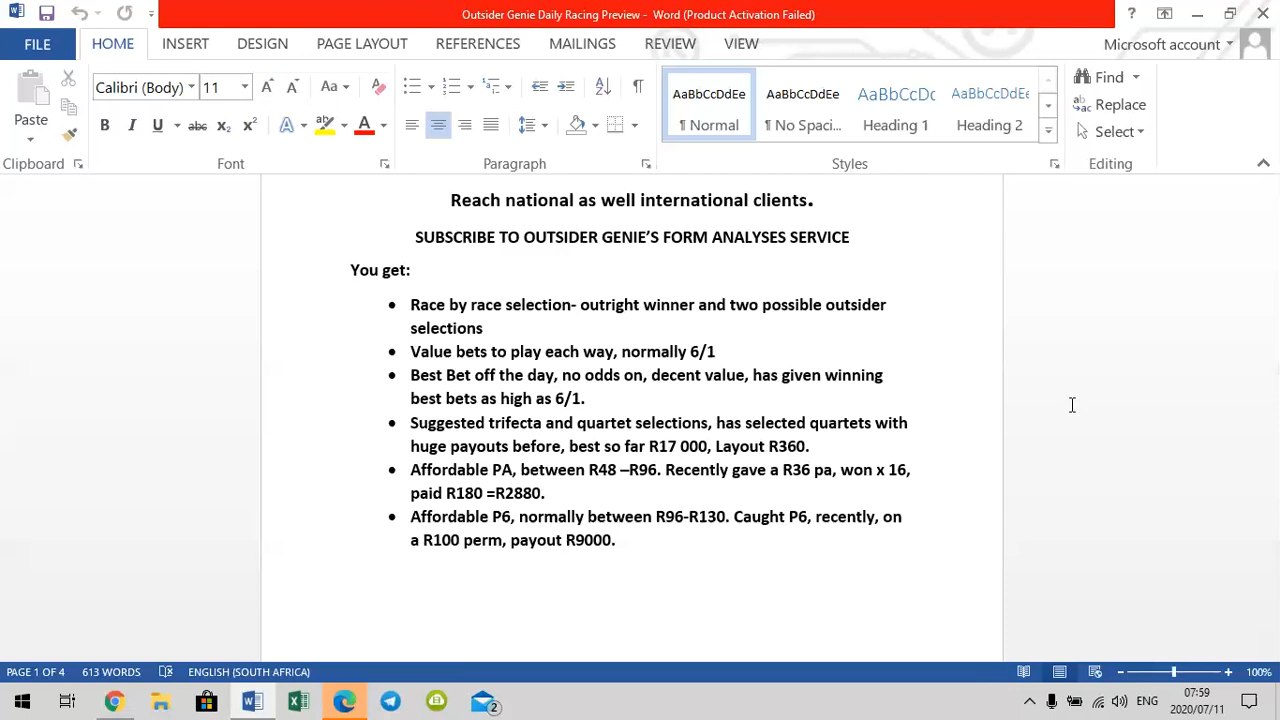 Outsider Genie Daily Racing Preview - Word (Product Activation Failed)
?
FILE
HOME
INSERT
DESIGN
PAGE LAYOUT
REFERENCES
MAILINGS
REVIEW
VIEW
Microsoft account
Paste
Calibri (Body)
11
Aa
B I U abc x₂ x² A A
AaBbCcDdEe
¶ Normal
AaBbCcDdEe
¶ No Spaci...
AaBbCcDc
Heading 1
AaBbCcDdEe
Heading 2
Find
Replace
Select
Clipboard
Font
Paragraph
Styles
Editing
Reach national as well international clients.
SUBSCRIBE TO OUTSIDER GENIE'S FORM ANALYSES SERVICE
You get:
• Race by race selection- outright winner and two possible outsider
selections
• Value bets to play each way, normally 6/1
• Best Bet off the day, no odds on, decent value, has given winning
best bets as high as 6/1.
• Suggested trifecta and quartet selections, has selected quartets with
huge payouts before, best so far R17 000, Layout R360.
• Affordable PA, between R48 –R96. Recently gave a R36 pa, won x 16,
paid R180 =R2880.
• Affordable P6, normally between R96-R130. Caught P6, recently, on
a R100 perm, payout R9000.
PAGE 1 OF 4
613 WORDS
ENGLISH (SOUTH AFRICA)
100%
2
ENG
07:59
2020/07/11